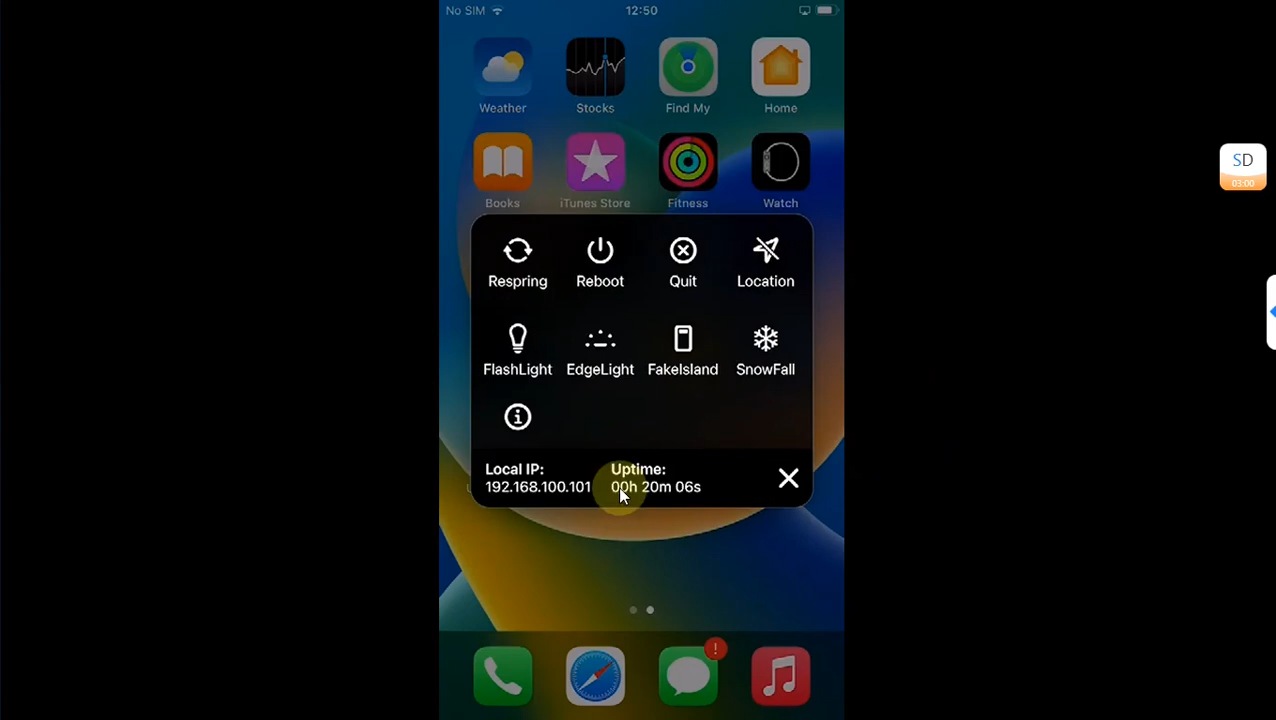 No SIM 12:50
Weather Stocks Find My Home
Books iTunes Store Fitness Watch
Respring Reboot Quit Location
FlashLight EdgeLight FakeIsland SnowFall
Local IP: Uptime:
192.168.100.101 00h 20m 06s
!
SD
03:00